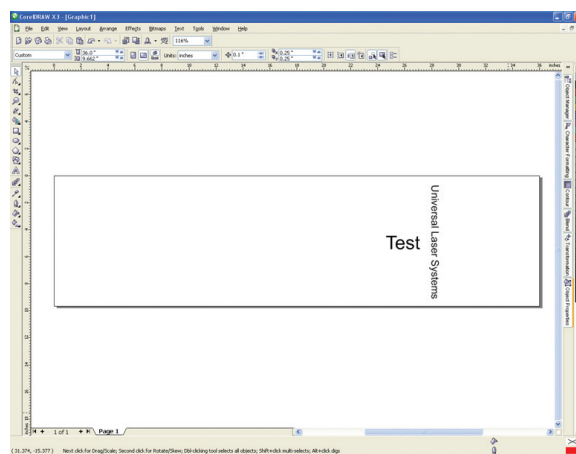 CorelDRAW X3 - [Graphic1]
File Edit View Layout Arrange Effects Bitmaps Text Tools Window Help
116%
Custom 36.0" 9.662" Units: inches 0.1" 0.25" 0.25"
inches
Universal Laser Systems
Test
Object Manager
Character Formatting
Contour
Blend
Transformation
Object Properties
inches
1 of 1 Page 1
( 31.374, -15.377 ) Next click for Drag/Scale; Second click for Rotate/Skew; Dbl-clicking tool selects all objects; Shift+click multi-selects; Alt+click digs